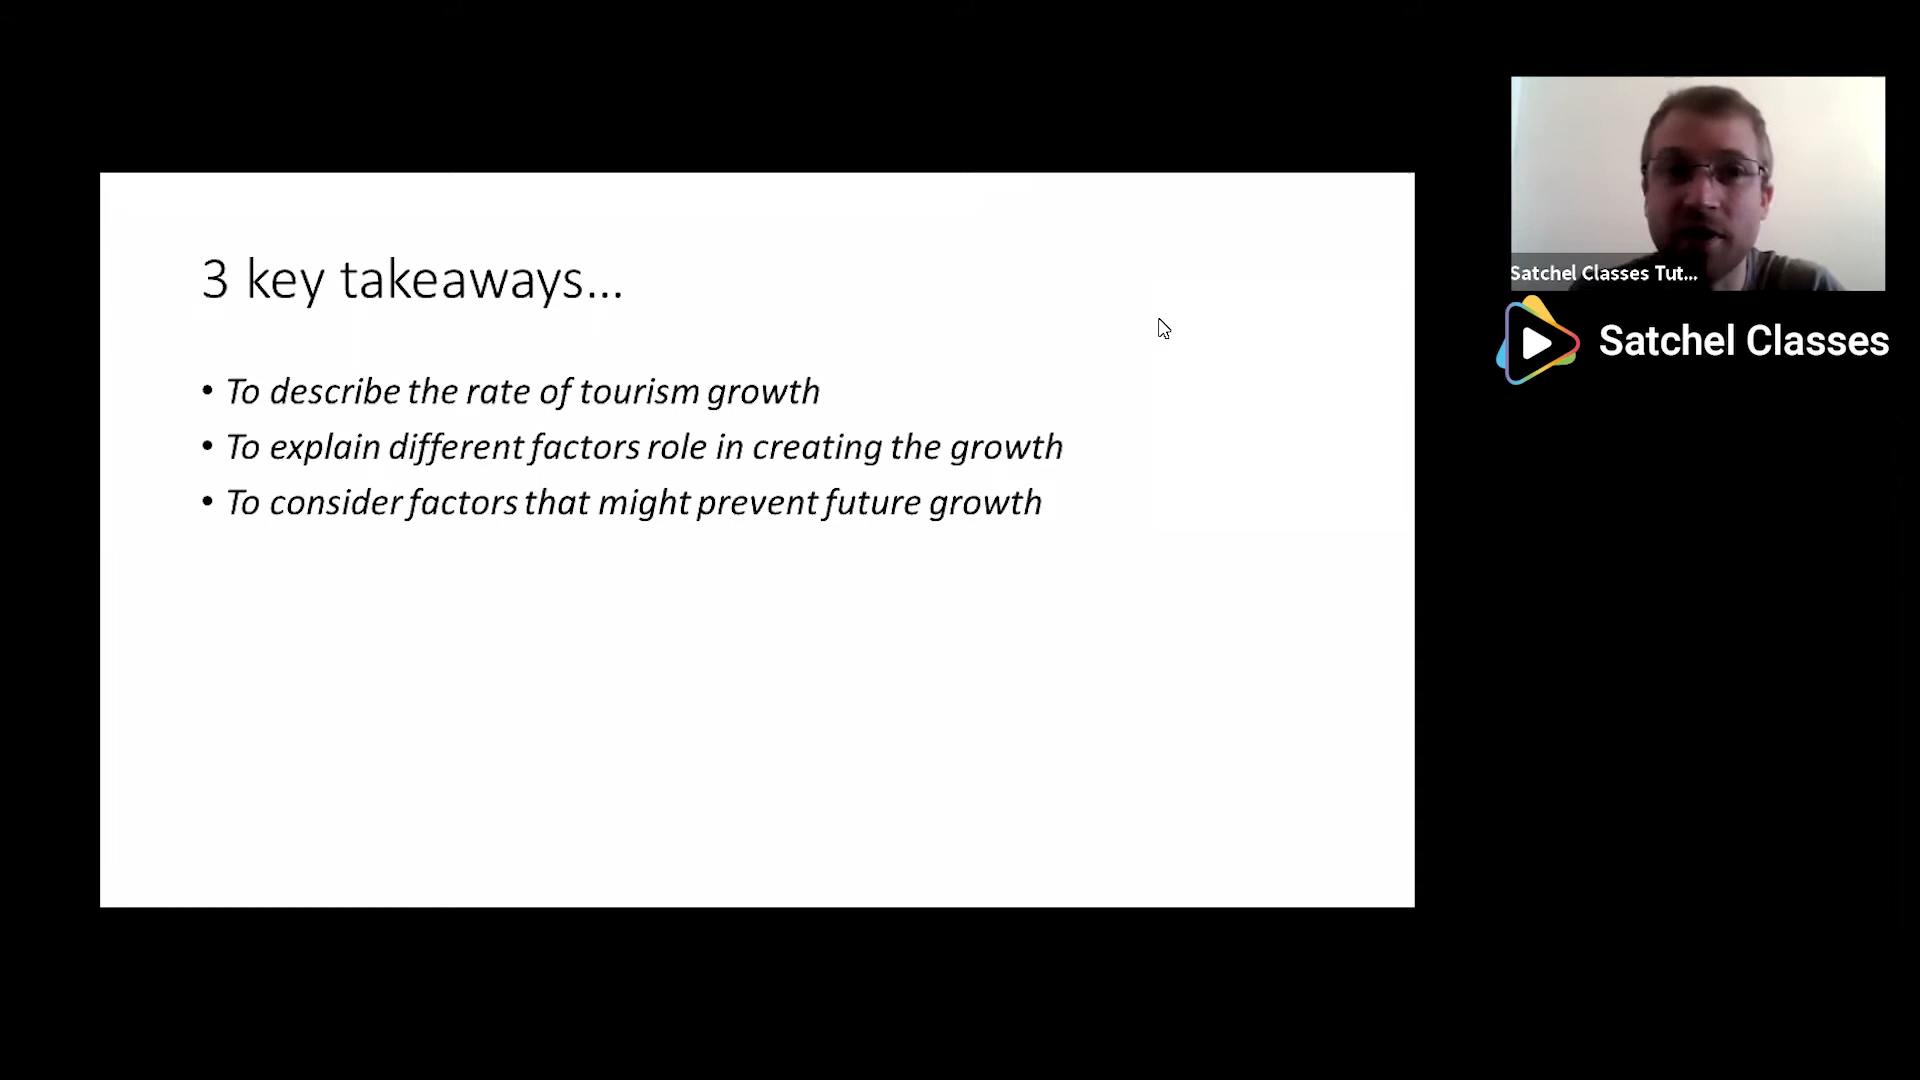 3 key takeaways...
• To describe the rate of tourism growth
• To explain different factors role in creating the growth
• To consider factors that might prevent future growth
Satchel Classes Tut...
Satchel Classes